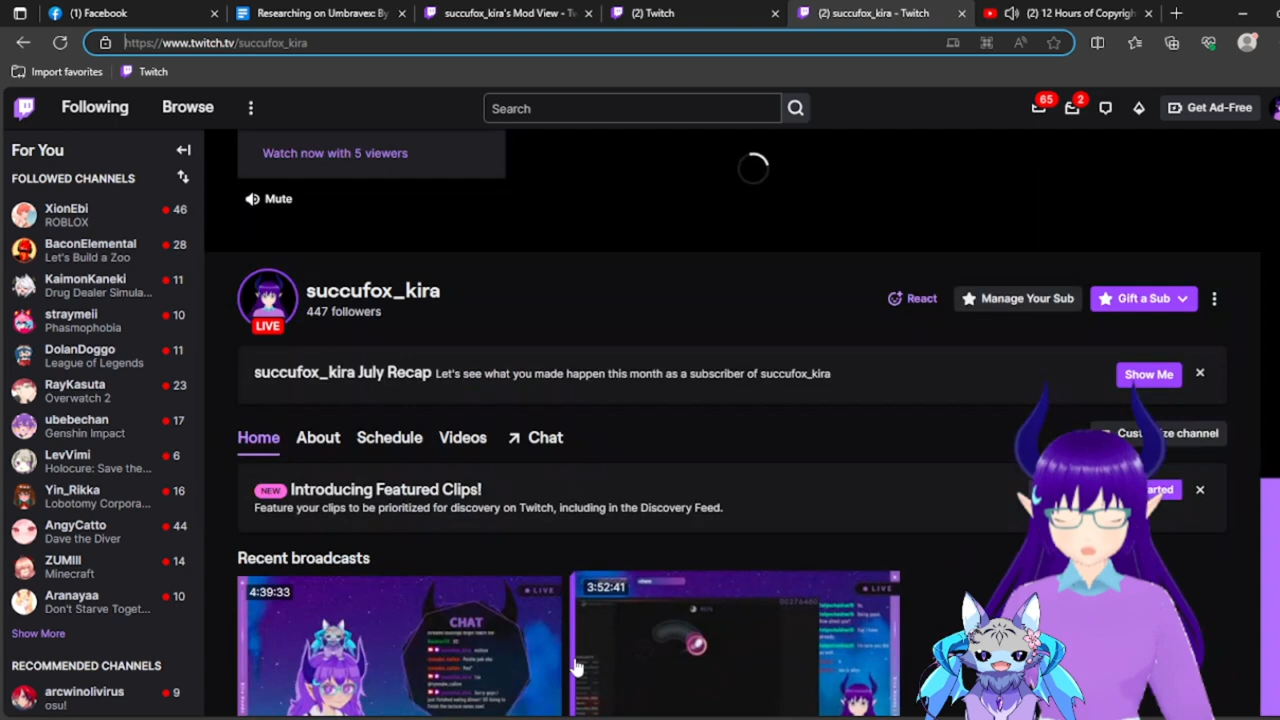 (1) Facebook
Researching on Umbravex: By
succufox_kira's Mod View - Tw
(2) Twitch
(2) succufox_kira - Twitch
(2) 12 Hours of Copyrigh
https://www.twitch.tv/succufox_kira
Import favorites
Twitch
Following
Browse
Search
65
2
Get Ad-Free
For You
FOLLOWED CHANNELS
XionEbi
46
ROBLOX
BaconElemental
28
Let's Build a Zoo
KaimonKaneki
11
Drug Dealer Simula...
straymeii
10
Phasmophobia
DolanDoggo
11
League of Legends
RayKasuta
23
Overwatch 2
ubebechan
17
Genshin Impact
LevVimi
6
Holocure: Save the...
Yin_Rikka
16
Lobotomy Corpora...
AngyCatto
44
Dave the Diver
ZUMIII
14
Minecraft
Aranayaa
10
Don't Starve Toget...
Show More
RECOMMENDED CHANNELS
arcwinolivirus
9
osu!
Watch now with 5 viewers
Mute
succufox_kira
447 followers
LIVE
React
Manage Your Sub
Gift a Sub
succufox_kira July Recap Let's see what you made happen this month as a subscriber of succufox_kira
Show Me
Home
About
Schedule
Videos
Chat
channel
NEW Introducing Featured Clips!
Feature your clips to be prioritized for discovery on Twitch, including in the Discovery Feed.
Recent broadcasts
4:39:33
LIVE
CHAT
3:52:41
LIVE
00276480